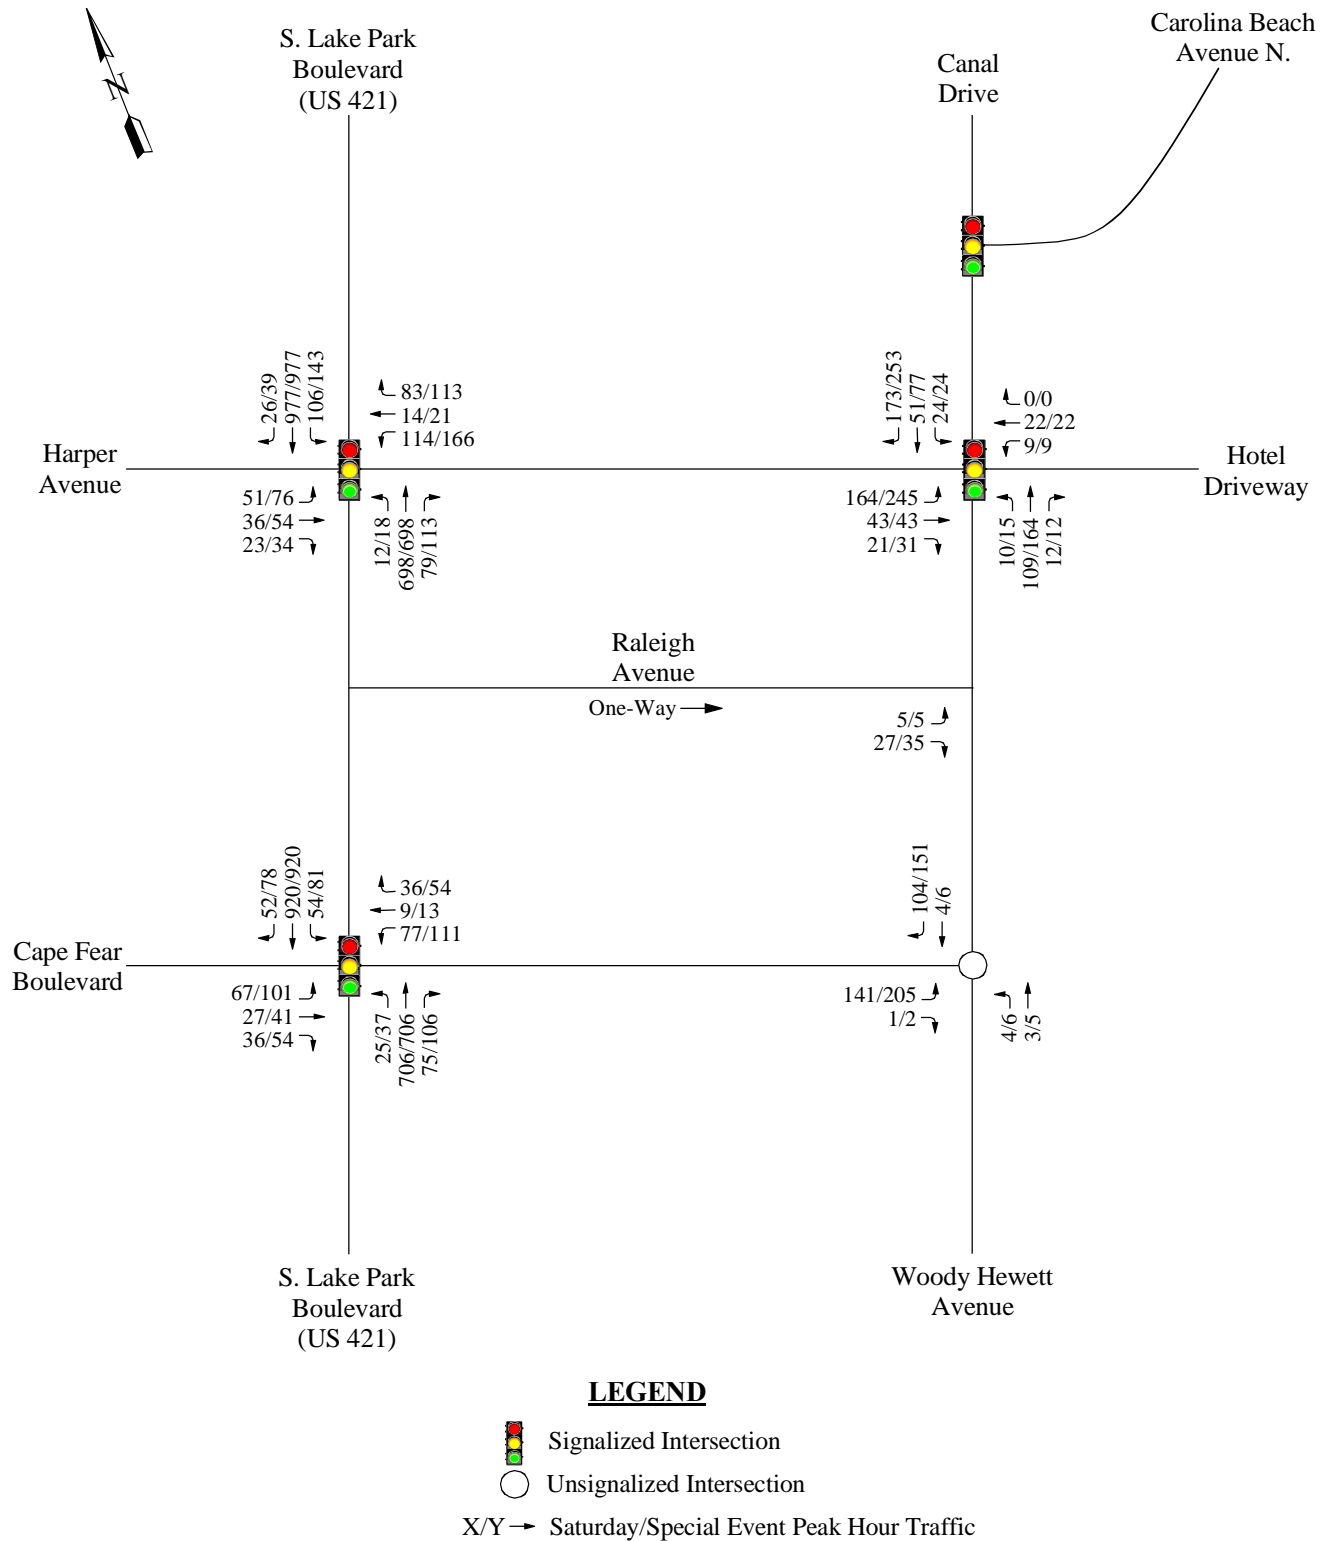 S. Lake Park
Boulevard
(US 421)
Canal
Drive
Carolina Beach
Avenue N.
N
26/39
977/977
106/143
83/113
14/21
114/166
173/253
51/77
24/24
0/0
22/22
9/9
Harper
Avenue
Hotel
Driveway
51/76
36/54
23/34
12/18
698/698
79/113
164/245
43/43
21/31
10/15
109/164
12/12
Raleigh
Avenue
One-Way
5/5
27/35
52/78
920/920
54/81
36/54
9/13
77/111
104/151
4/6
Cape Fear
Boulevard
67/101
27/41
36/54
25/37
706/706
75/106
141/205
1/2
4/6
3/5
S. Lake Park
Boulevard
(US 421)
Woody Hewett
Avenue
LEGEND
Signalized Intersection
Unsignalized Intersection
X/Y → Saturday/Special Event Peak Hour Traffic